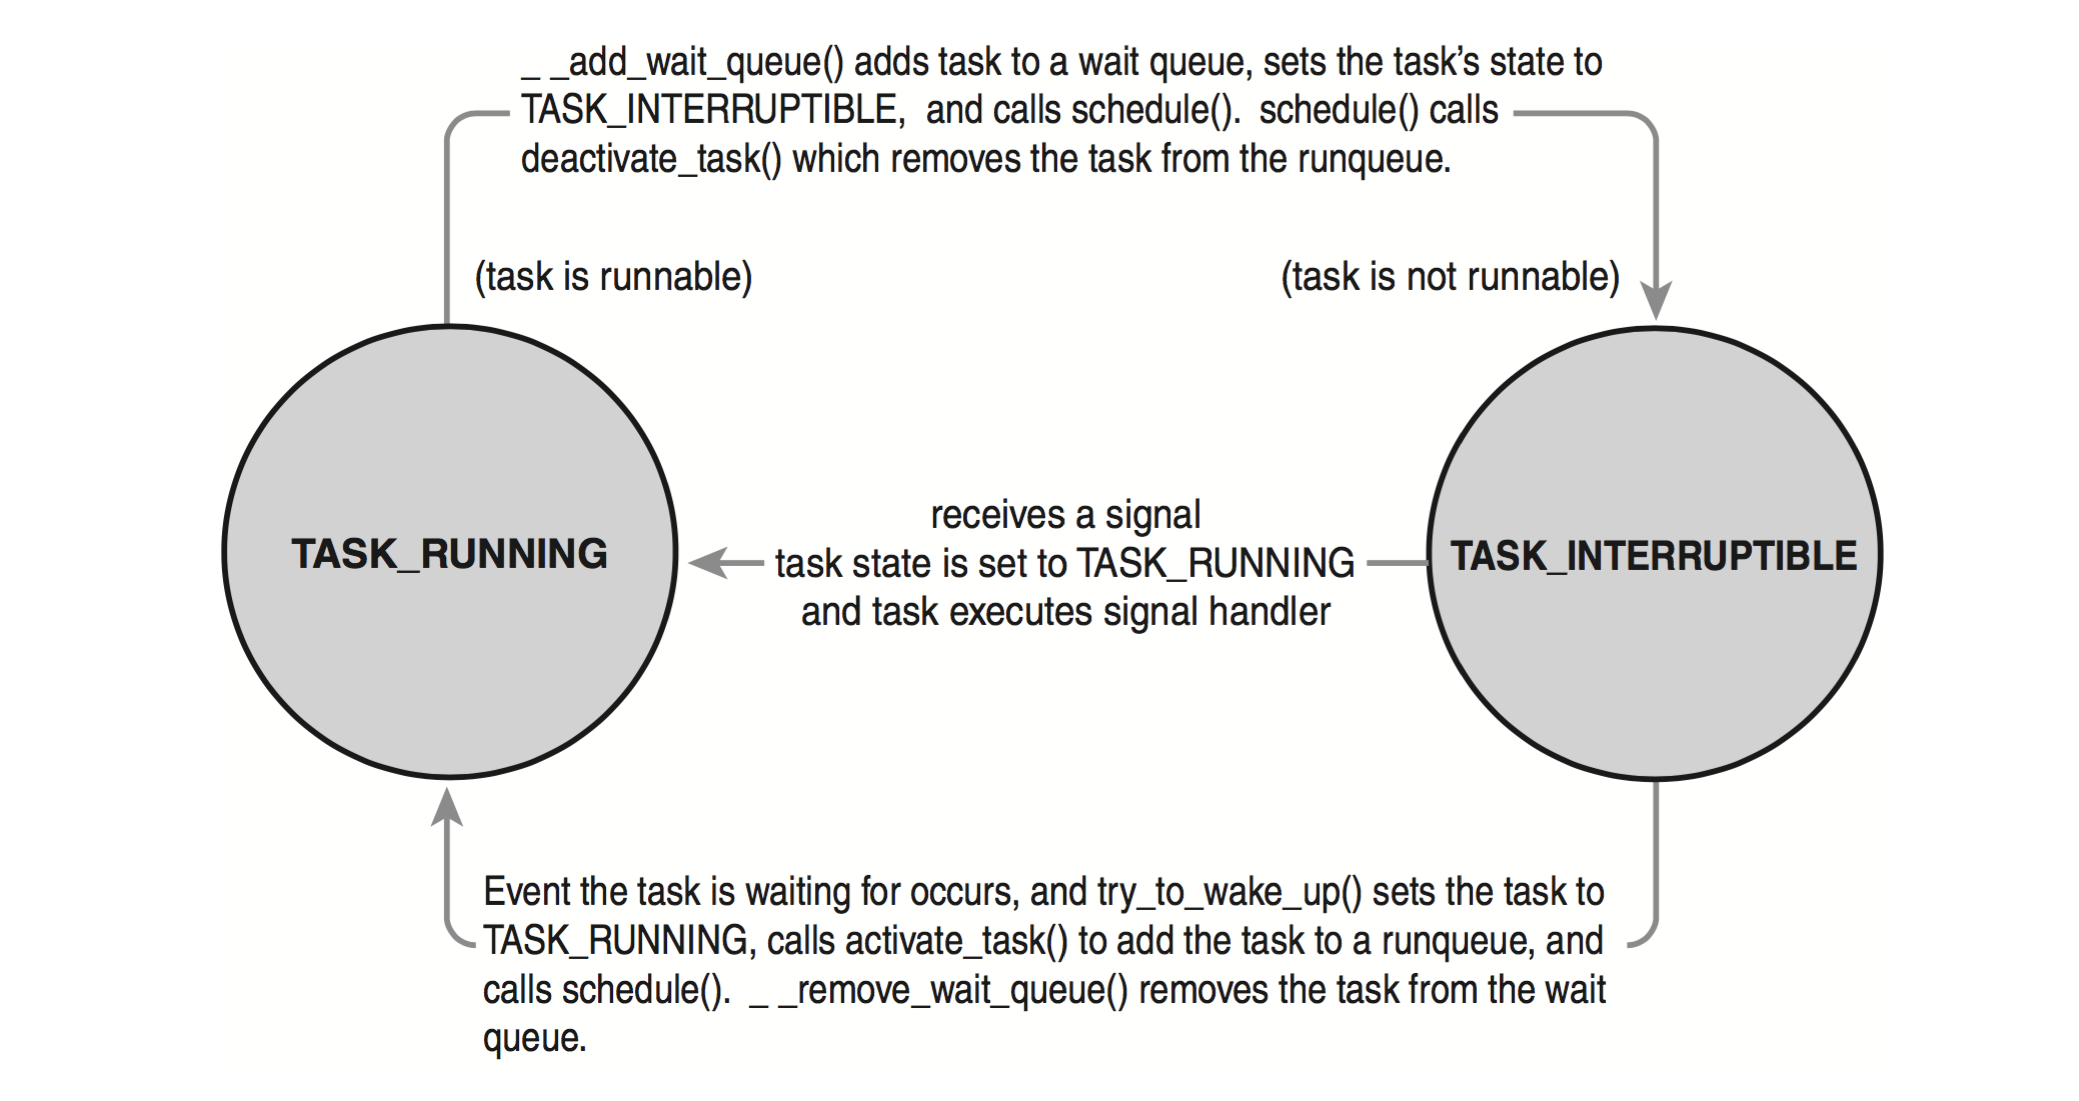 _ _add_wait_queue() adds task to a wait queue, sets the task’s state to
TASK_INTERRUPTIBLE,  and calls schedule().  schedule() calls
deactivate_task() which removes the task from the runqueue.
(task is runnable)
(task is not runnable)
TASK_RUNNING
receives a signal
task state is set to TASK_RUNNING
and task executes signal handler
TASK_INTERRUPTIBLE
Event the task is waiting for occurs, and try_to_wake_up() sets the task to
TASK_RUNNING, calls activate_task() to add the task to a runqueue, and
calls schedule().  _ _remove_wait_queue() removes the task from the wait
queue.